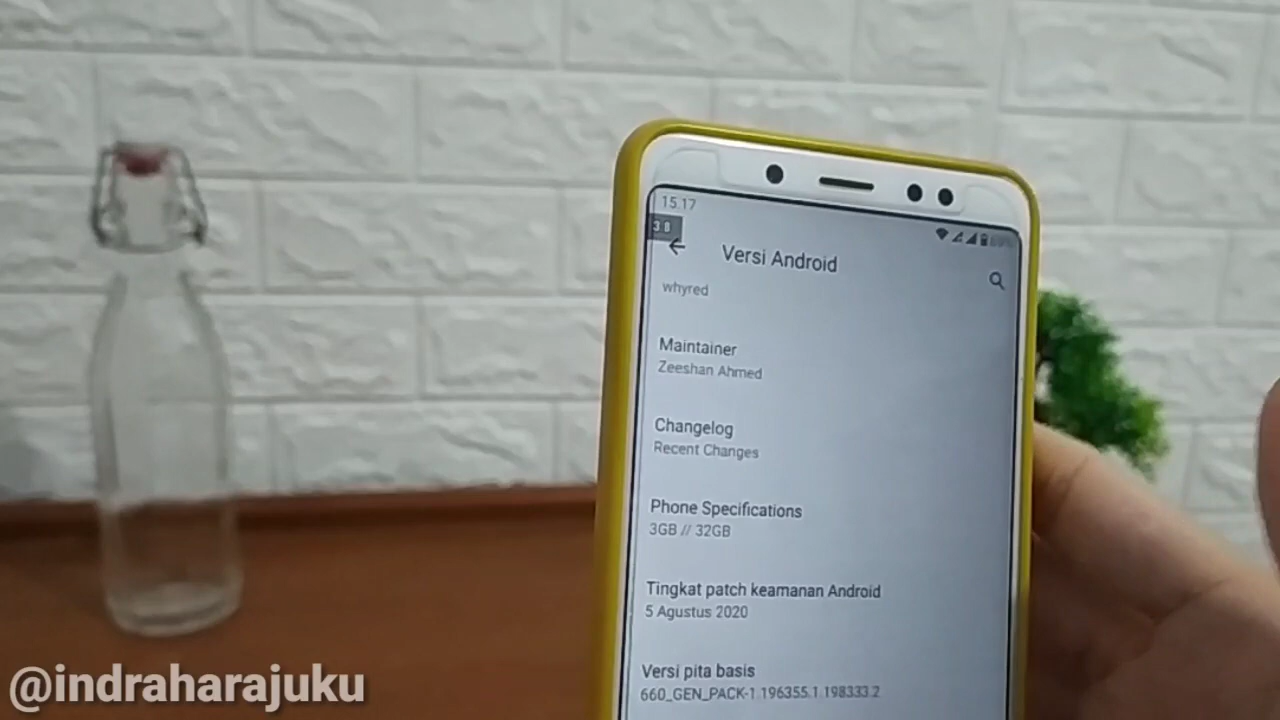 15.17
38
Versi Android
whyred
Maintainer
Zeeshan Ahmed
Changelog
Recent Changes
Phone Specifications
3GB // 32GB
Tingkat patch keamanan Android
5 Agustus 2020
Versi pita basis
660_GEN_PACK-1.196355.1.198333.2
@indraharajuku